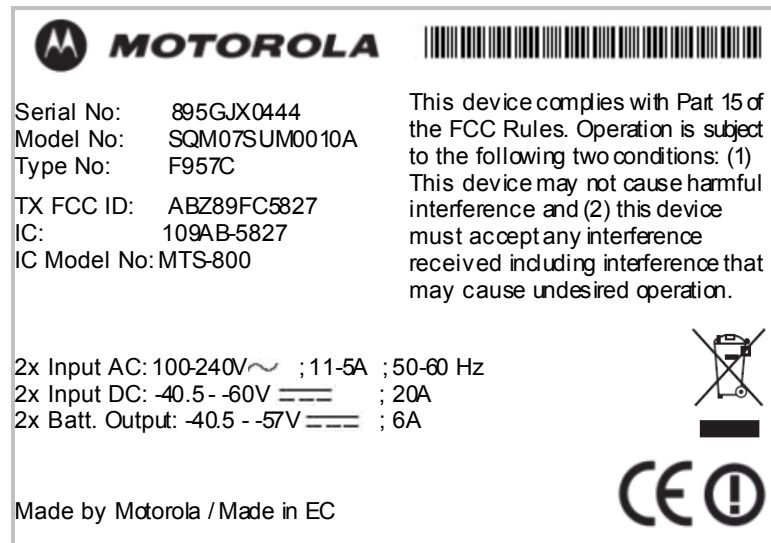 MOTOROLA
Serial No: 895GJX0444
Model No: SQM07SUM0010A
Type No: F957C
TX FCC ID: ABZ89FC5827
IC: 109AB-5827
IC Model No: MTS-800
This device complies with Part 15 of
the FCC Rules. Operation is subject
to the following two conditions: (1)
This device may not cause harmful
interference and (2) this device
must accept any interference
received including interference that
may cause undesired operation.
2x Input AC: 100-240V ; 11-5A ; 50-60 Hz
2x Input DC: -40.5 - -60V ; 20A
2x Batt. Output: -40.5 - -57V ; 6A
Made by Motorola / Made in EC
CE